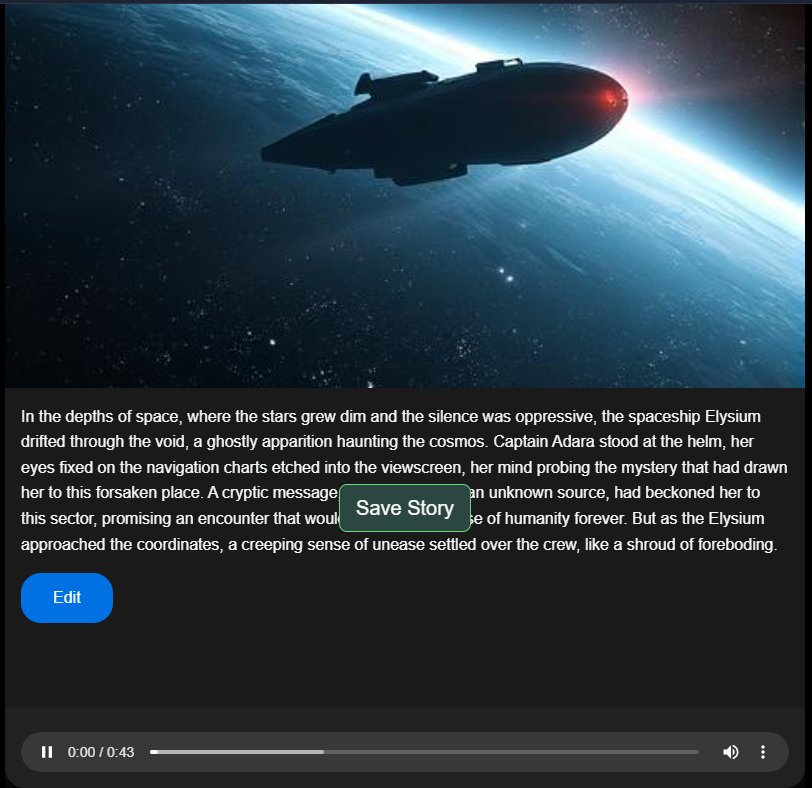 In the depths of space, where the stars grew dim and the silence was oppressive, the spaceship Elysium
drifted through the void, a ghostly apparition haunting the cosmos. Captain Adara stood at the helm, her
eyes fixed on the navigation charts etched into the viewscreen, her mind probing the mystery that had drawn
her to this forsaken place. A cryptic message an unknown source, had beckoned her to
this sector, promising an encounter that of humanity forever. But as the Elysium
approached the coordinates, a creeping sense of unease settled over the crew, like a shroud of foreboding.
Save Story
Edit
0:00 / 0:43